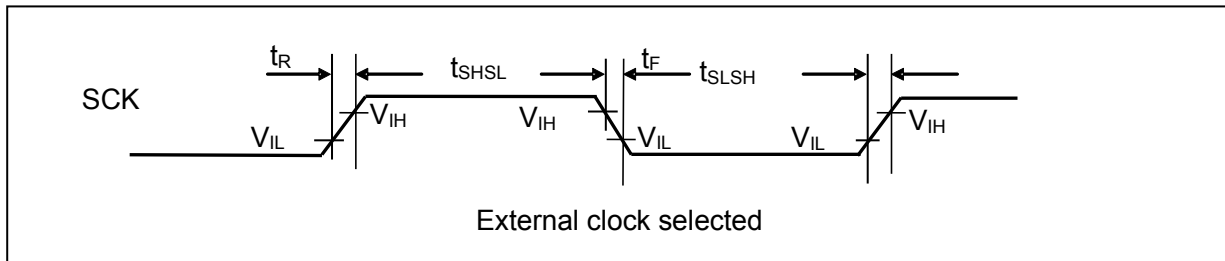 tR tSHSL tF tSLSH
SCK VIL VIH VIH VIL VIL VIH
External clock selected